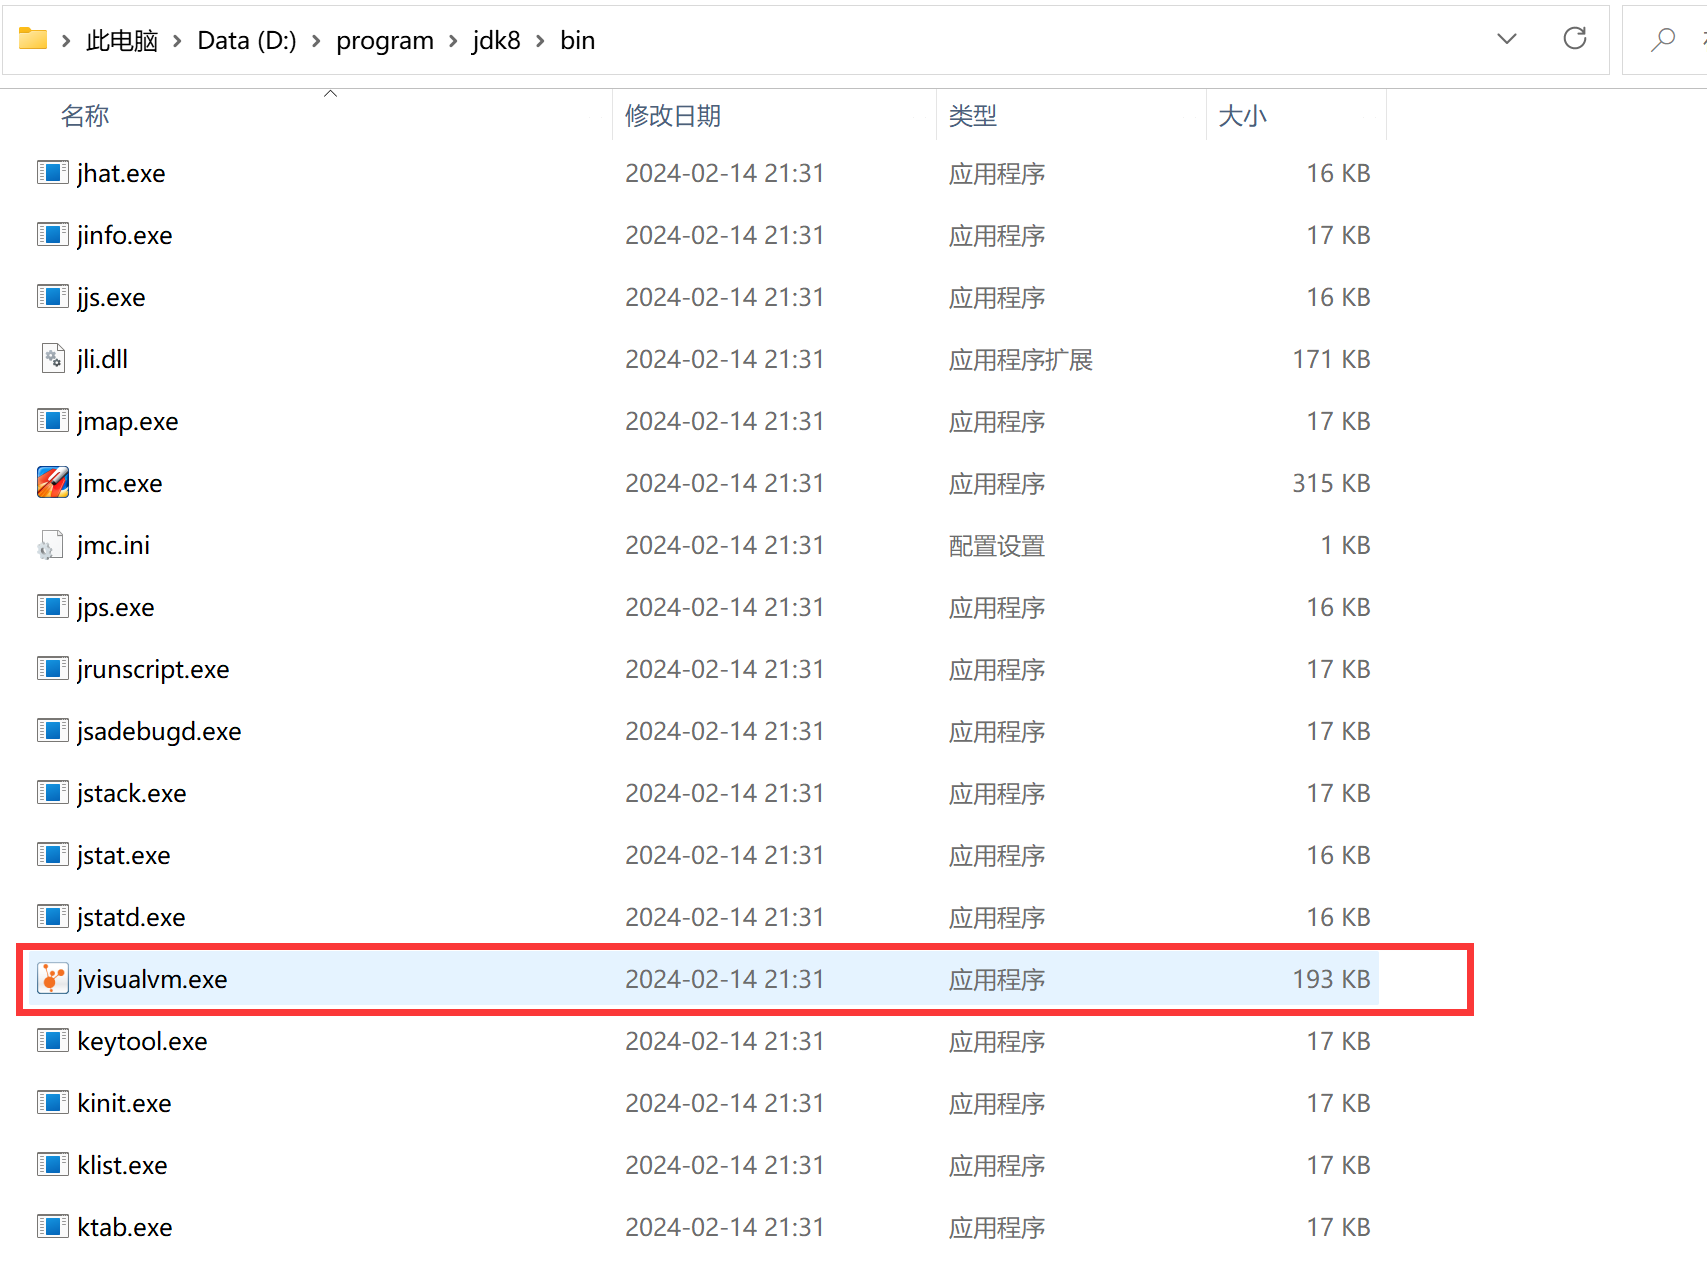 此电脑 > Data (D:) > program > jdk8 > bin
名称 修改日期 类型 大小
jhat.exe 2024-02-14 21:31 应用程序 16 KB
jinfo.exe 2024-02-14 21:31 应用程序 17 KB
jjs.exe 2024-02-14 21:31 应用程序 16 KB
jli.dll 2024-02-14 21:31 应用程序扩展 171 KB
jmap.exe 2024-02-14 21:31 应用程序 17 KB
jmc.exe 2024-02-14 21:31 应用程序 315 KB
jmc.ini 2024-02-14 21:31 配置设置 1 KB
jps.exe 2024-02-14 21:31 应用程序 16 KB
jrunscript.exe 2024-02-14 21:31 应用程序 17 KB
jsadebugd.exe 2024-02-14 21:31 应用程序 17 KB
jstack.exe 2024-02-14 21:31 应用程序 17 KB
jstat.exe 2024-02-14 21:31 应用程序 16 KB
jstatd.exe 2024-02-14 21:31 应用程序 16 KB
jvisualvm.exe 2024-02-14 21:31 应用程序 193 KB
keytool.exe 2024-02-14 21:31 应用程序 17 KB
kinit.exe 2024-02-14 21:31 应用程序 17 KB
klist.exe 2024-02-14 21:31 应用程序 17 KB
ktab.exe 2024-02-14 21:31 应用程序 17 KB